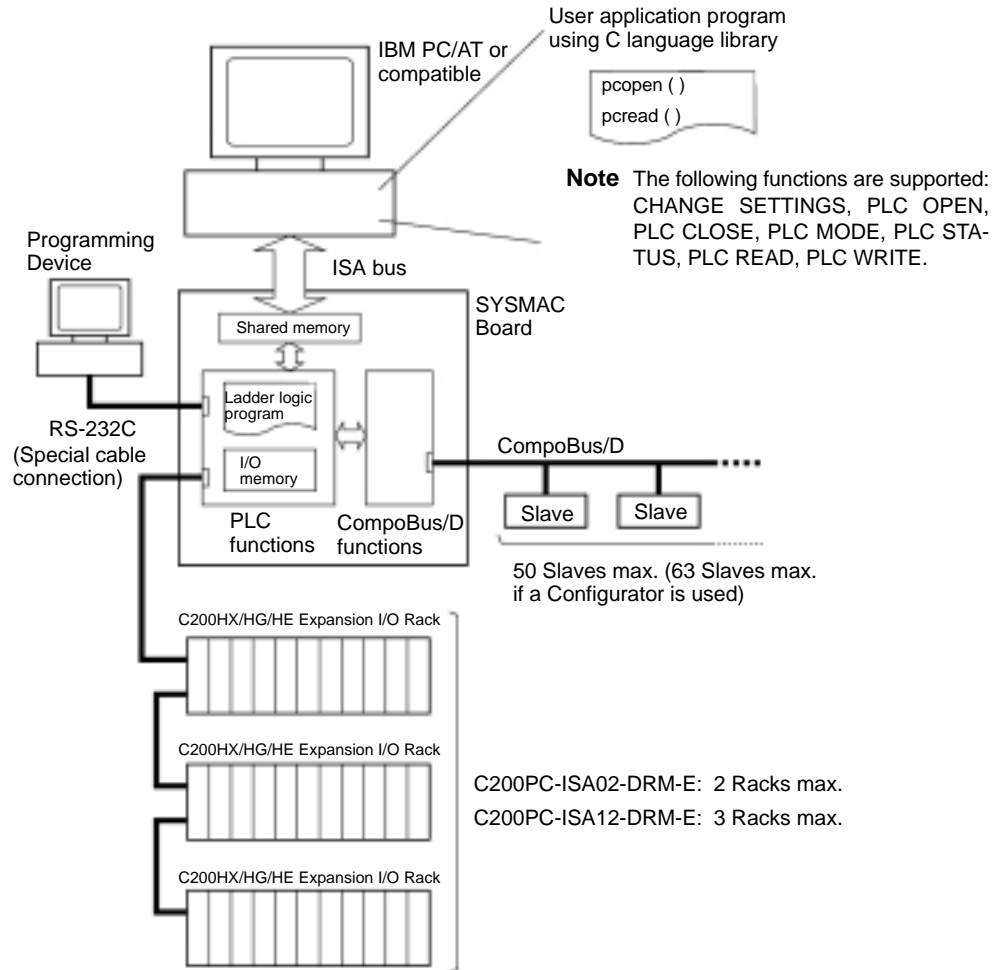 User application program
using C language library
IBM PC/AT or
compatible
pcopen ( )
pcread ( )
Note The following functions are supported:
CHANGE SETTINGS, PLC OPEN,
PLC CLOSE, PLC MODE, PLC STA-
TUS, PLC READ, PLC WRITE.
Programming
Device
ISA bus
SYSMAC
Board
Shared memory
Ladder logic
program
RS-232C
(Special cable
connection)
I/O
memory
CompoBus/D
Slave
Slave
PLC
functions
CompoBus/D
functions
50 Slaves max. (63 Slaves max.
if a Configurator is used)
C200HX/HG/HE Expansion I/O Rack
C200HX/HG/HE Expansion I/O Rack
C200PC-ISA02-DRM-E: 2 Racks max.
C200PC-ISA12-DRM-E: 3 Racks max.
C200HX/HG/HE Expansion I/O Rack